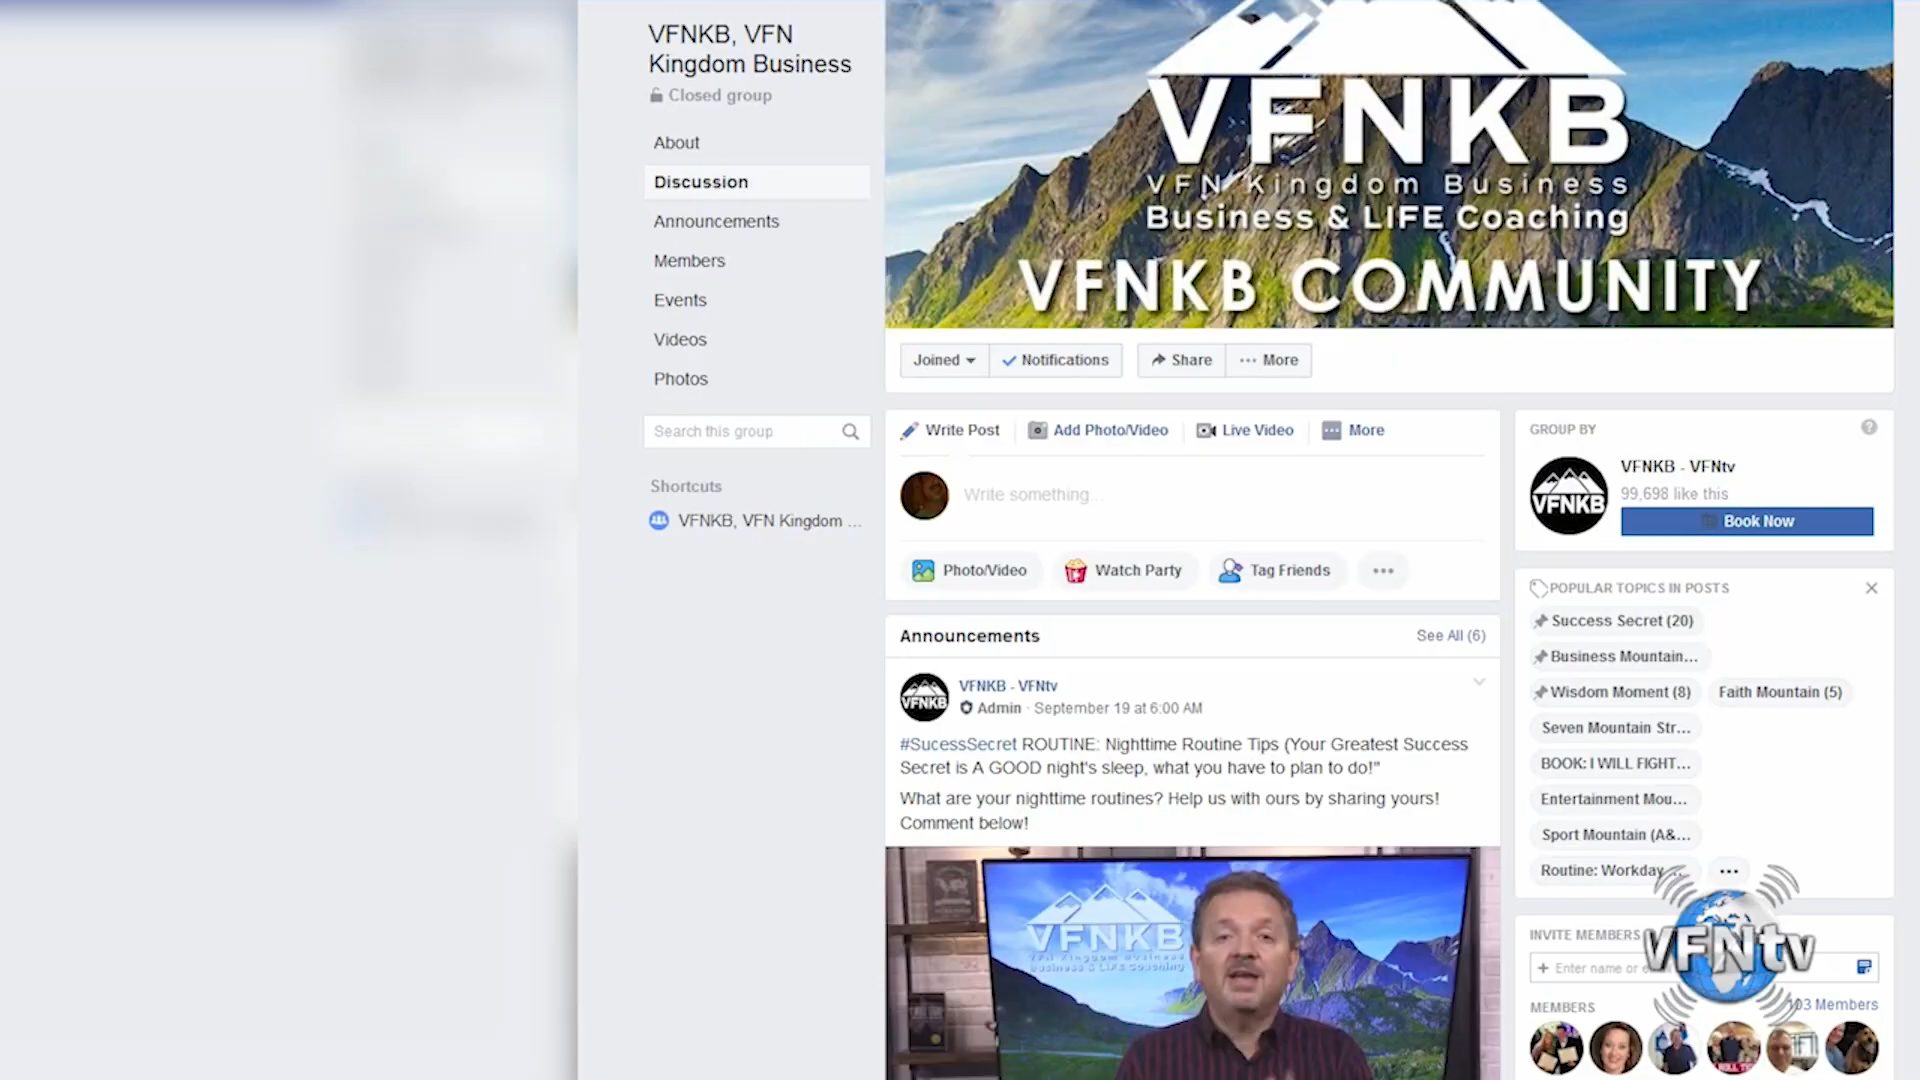 VFNKB, VFN
Kingdom Business
Closed group
About
Discussion
Announcements
Members
Events
Videos
Photos
Search this group
Shortcuts
VFNKB, VFN Kingdom ...
VFNKB
VFN Kingdom Business
Business & LIFE Coaching
VFNKB COMMUNITY
Joined
Notifications
Share
More
Write Post
Add Photo/Video
Live Video
More
Write something...
Photo/Video
Watch Party
Tag Friends
Announcements
See All (6)
VFNKB - VFNtv
Admin · September 19 at 6:00 AM
#SucessSecret ROUTINE: Nighttime Routine Tips (Your Greatest Success
Secret is A GOOD night's sleep, what you have to plan to do!"
What are your nighttime routines? Help us with ours by sharing yours!
Comment below!
VFNKB
VFN Kingdom Business
Business & LIFE Coaching
GROUP BY
VFNKB
VFNKB - VFNtv
99,698 like this
Book Now
POPULAR TOPICS IN POSTS
Success Secret (20)
Business Mountain...
Wisdom Moment (8)
Faith Mountain (5)
Seven Mountain Str...
BOOK: I WILL FIGHT...
Entertainment Mou...
Sport Mountain (A&...
Routine: Workday ...
INVITE MEMBERS
Enter name or
VFNtv
MEMBERS
103 Members